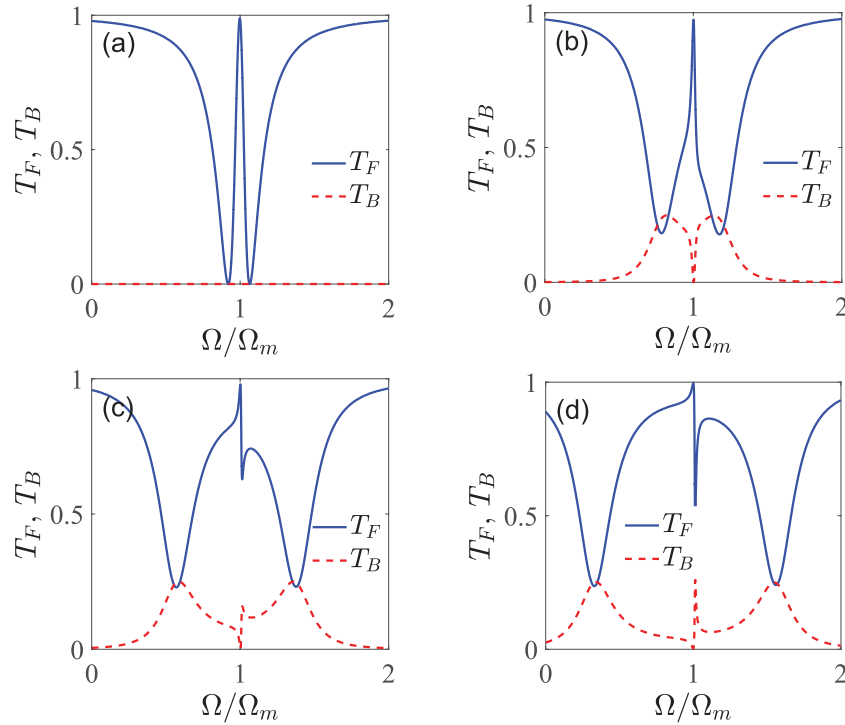 (a)
1
0.5
0
T_F, T_B
T_F
T_B
0 1 2
Ω/Ω_m
(b)
1
0.5
0
T_F, T_B
T_F
T_B
0 1 2
Ω/Ω_m
(c)
1
0.5
0
T_F, T_B
T_F
T_B
0 1 2
Ω/Ω_m
(d)
1
0.5
0
T_F, T_B
T_F
T_B
0 1 2
Ω/Ω_m